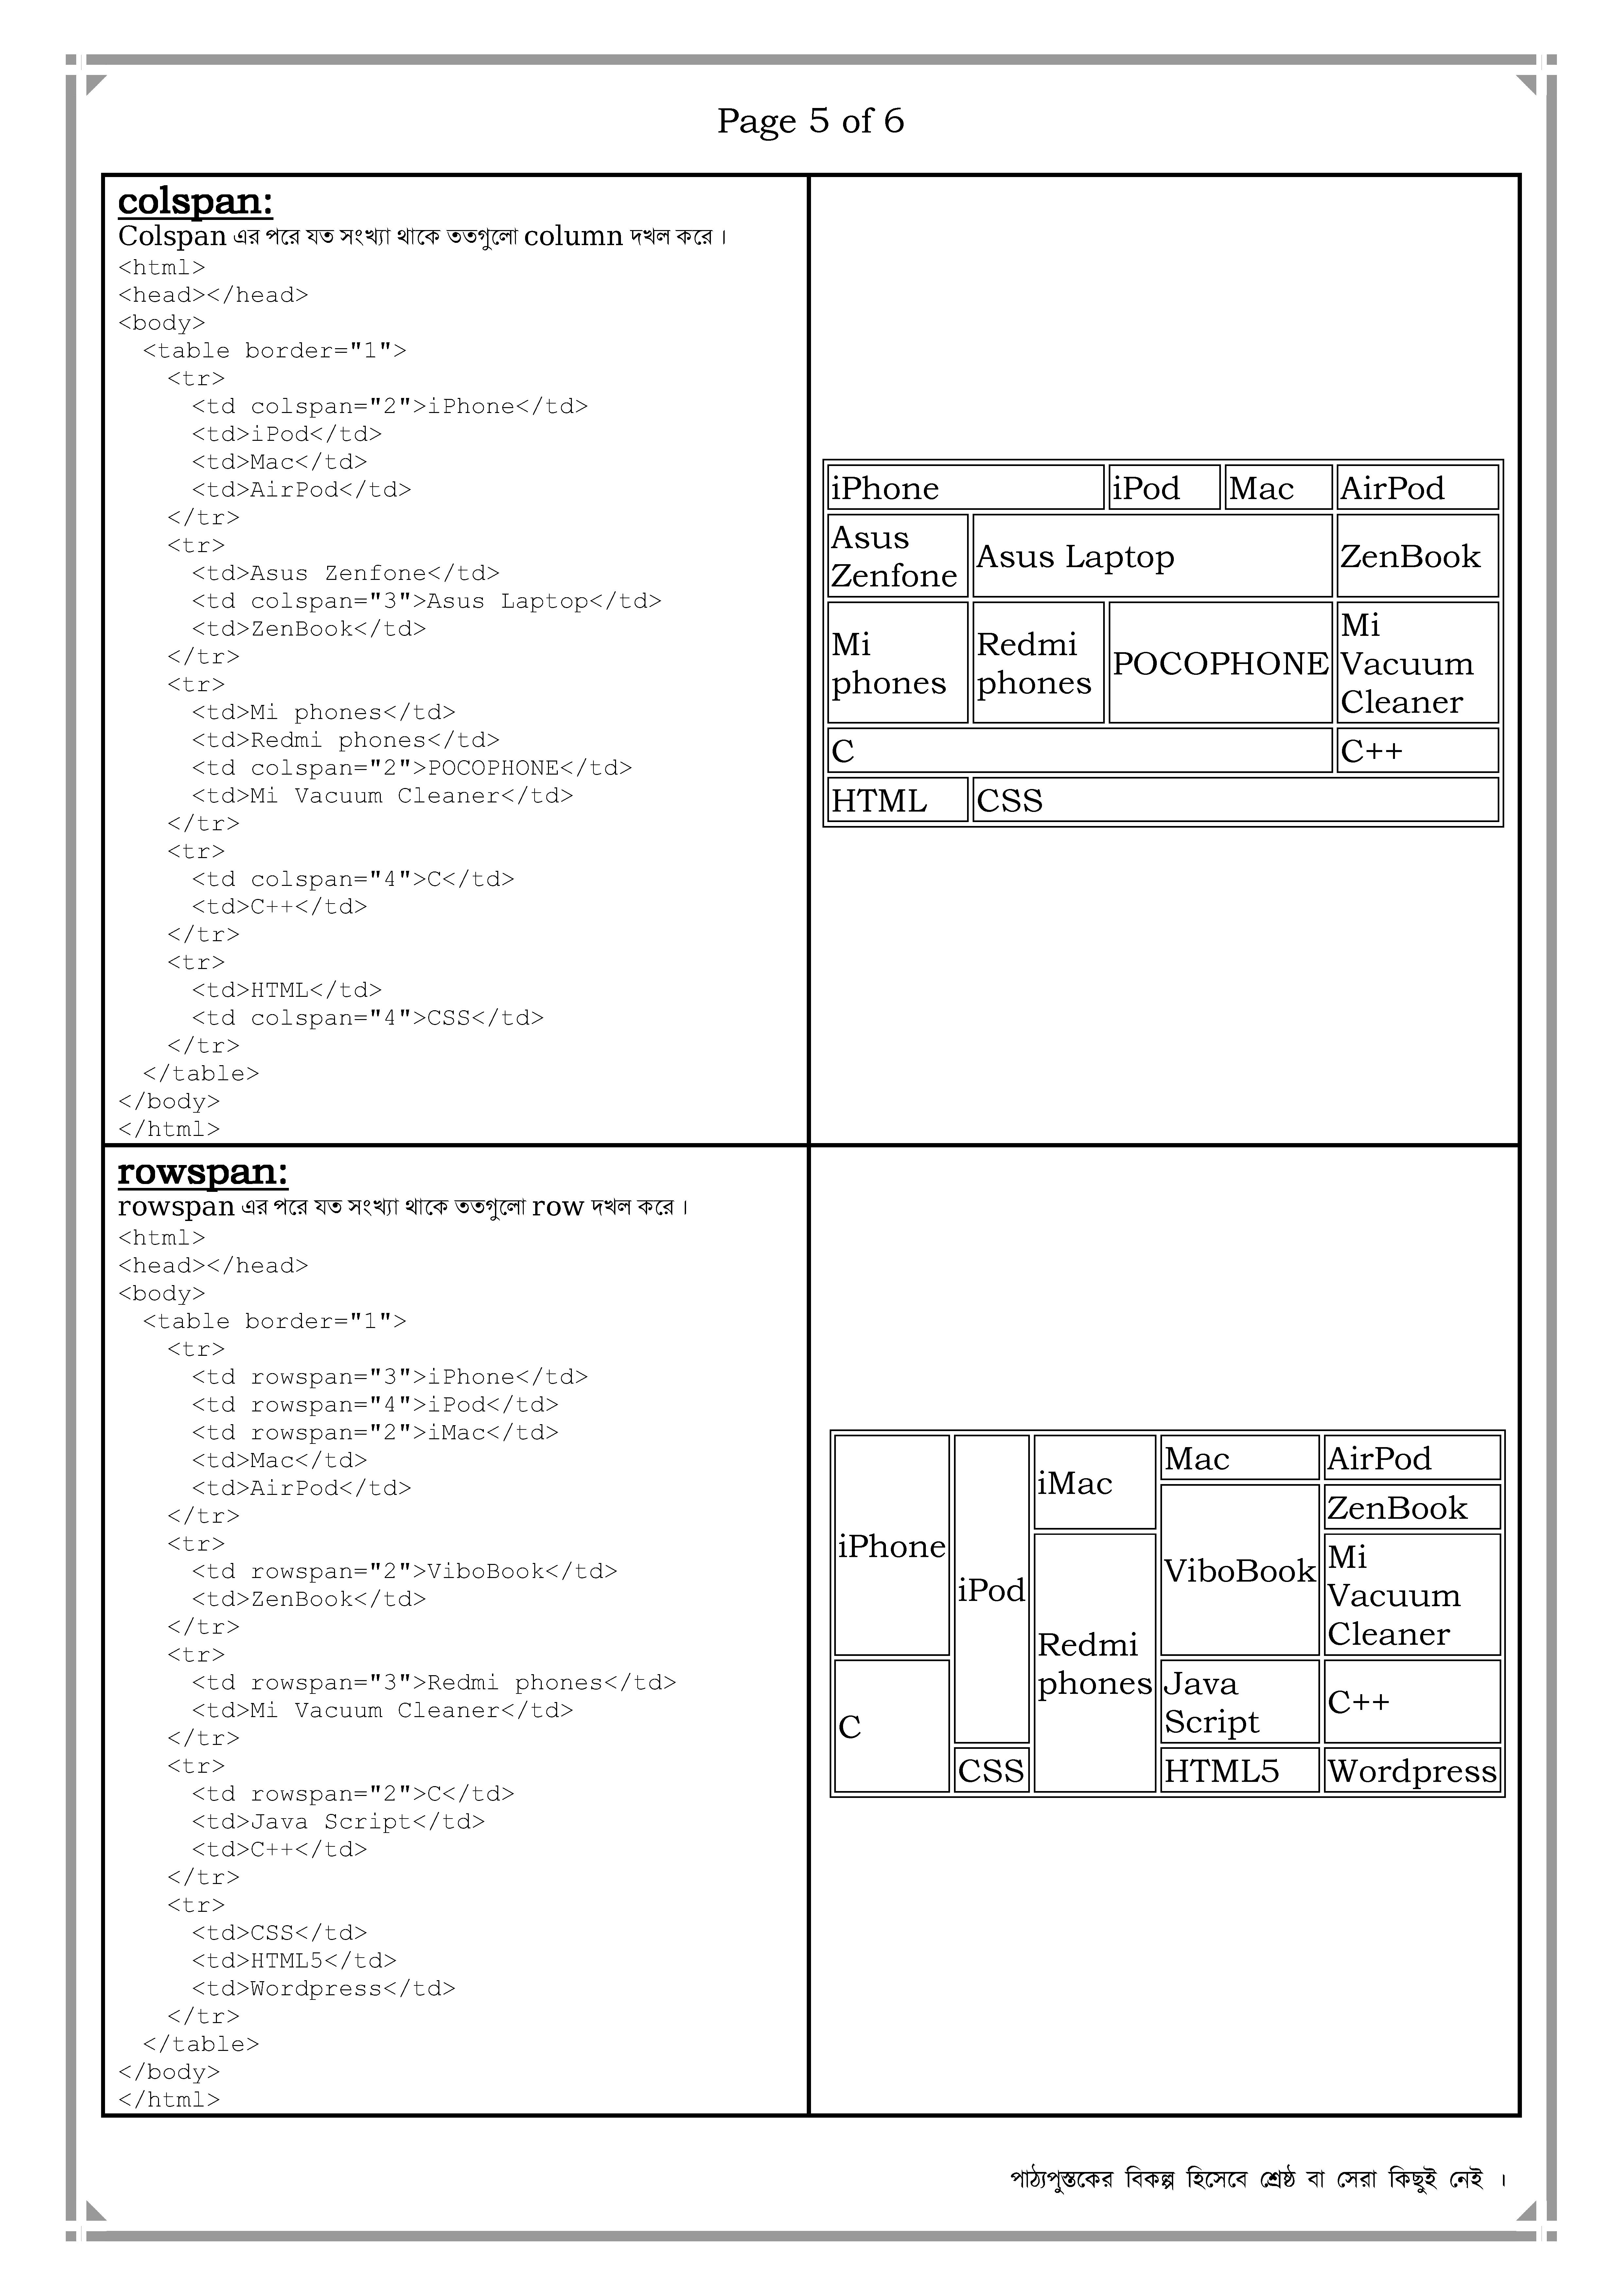 Page 5 of 6
colspan:
Colspan এর পরে যত সংখ্যা থাকে ততগুলো column দখল করে ।
<html>
<head></head>
<body>
<table border="1">
<tr>
<td colspan="2">iPhone</td>
<td>iPod</td>
<td>Mac</td>
<td>AirPod</td>
</tr>
<tr>
<td>Asus Zenfone</td>
<td colspan="3">Asus Laptop</td>
<td>ZenBook</td>
</tr>
<tr>
<td>Mi phones</td>
<td>Redmi phones</td>
<td colspan="2">POCOPHONE</td>
<td>Mi Vacuum Cleaner</td>
</tr>
<tr>
<td colspan="4">C</td>
<td>C++</td>
</tr>
<tr>
<td>HTML</td>
<td colspan="4">CSS</td>
</tr>
</table>
</body>
</html>
iPhone iPod Mac AirPod
Asus
Zenfone
Asus Laptop
ZenBook
Mi
phones
Redmi
phones
POCOPHONE
Mi
Vacuum
Cleaner
C C++
HTML CSS
rowspan:
rowspan এর পরে যত সংখ্যা থাকে ততগুলো row দখল করে ।
<html>
<head></head>
<body>
<table border="1">
<tr>
<td rowspan="3">iPhone</td>
<td rowspan="4">iPod</td>
<td rowspan="2">iMac</td>
<td>Mac</td>
<td>AirPod</td>
</tr>
<tr>
<td rowspan="2">ViboBook</td>
<td>ZenBook</td>
</tr>
<tr>
<td rowspan="3">Redmi phones</td>
<td>Mi Vacuum Cleaner</td>
</tr>
<tr>
<td rowspan="2">C</td>
<td>Java Script</td>
<td>C++</td>
</tr>
<tr>
<td>CSS</td>
<td>HTML5</td>
<td>Wordpress</td>
</tr>
</table>
</body>
</html>
iPhone
iPod
iMac
Mac
AirPod
ViboBook
ZenBook
Redmi
phones
Mi
Vacuum
Cleaner
C
Java
Script
C++
CSS
HTML5
Wordpress
পাঠ্যপুস্তকের বিকল্প হিসেবে শ্রেষ্ঠ বা সেরা কিছুই নেই ।